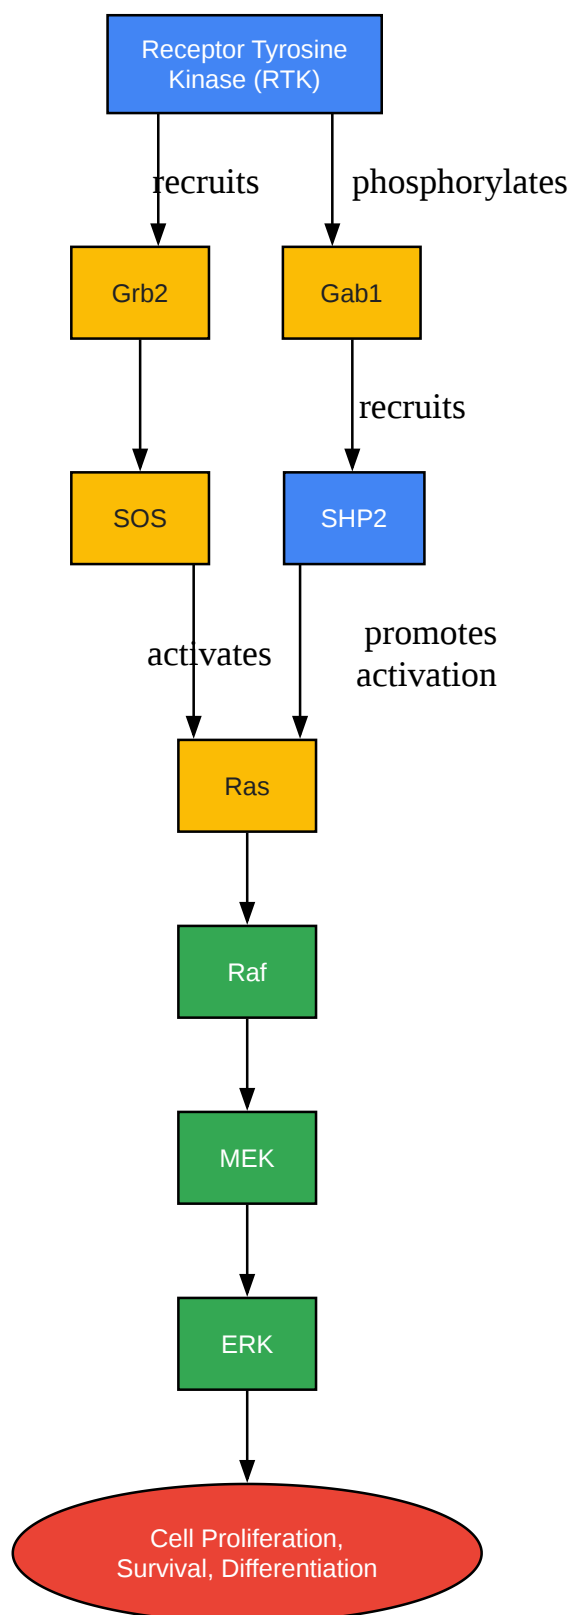 Receptor Tyrosine
Kinase (RTK)
recruits
phosphorylates
Grb2
Gab1
recruits
SOS
SHP2
activates
promotes
activation
Ras
Raf
MEK
ERK
Cell Proliferation,
Survival, Differentiation